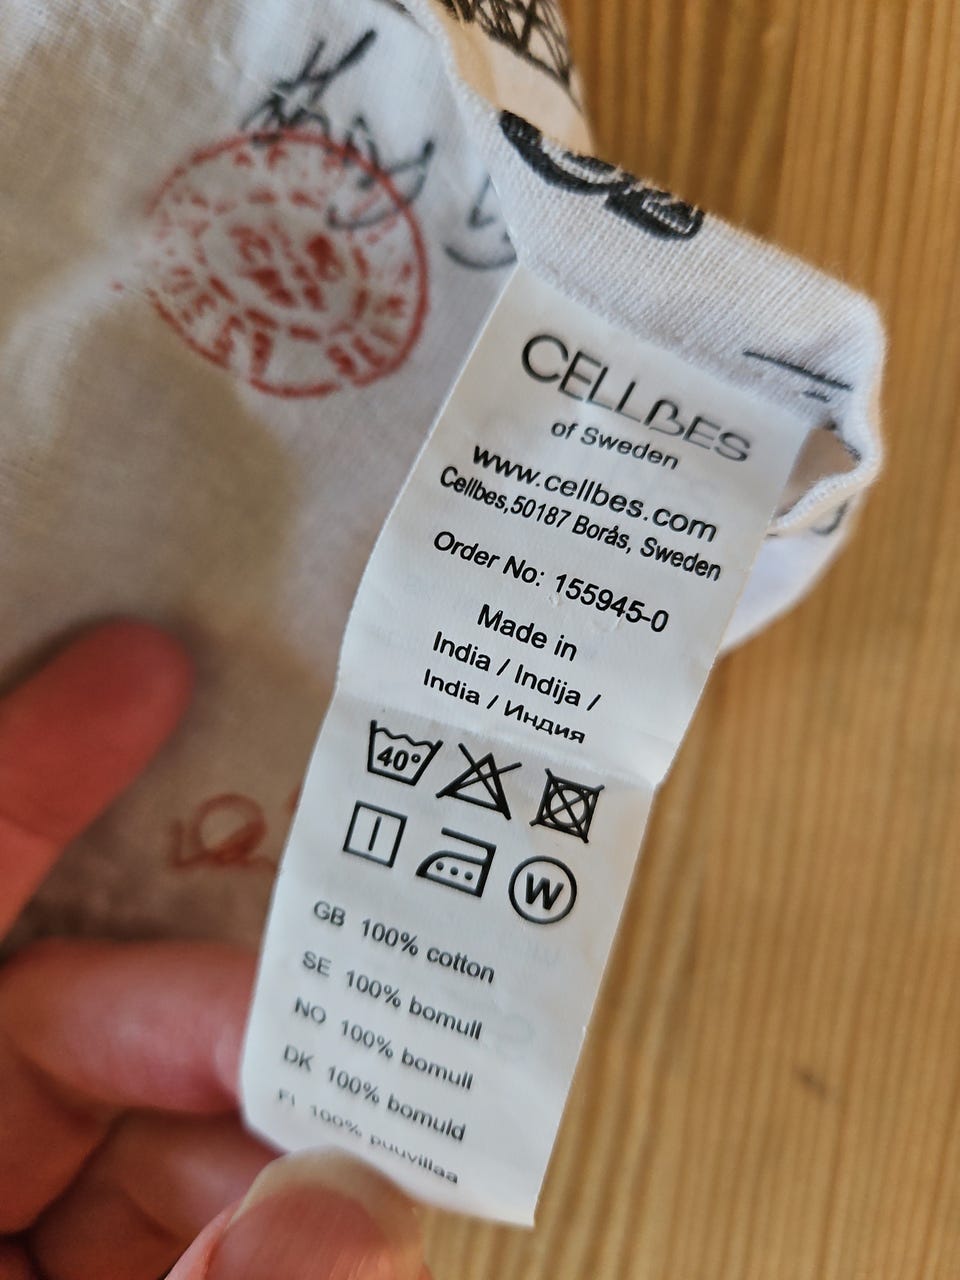 CELLBES
of Sweden
www.cellbes.com
Cellbes,50187 Borås, Sweden
Order No: 155945-0
Made in
India / Indija /
India / Индия
40°
W
GB 100% cotton
SE 100% bomull
NO 100% bomull
DK 100% bomuld
FI 100% puuvillaa